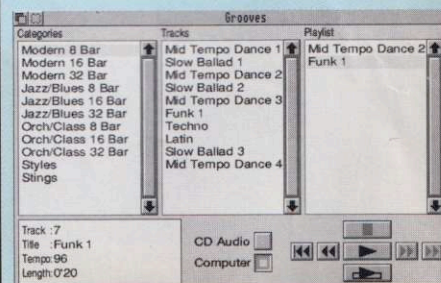 Grooves
Categories
Modern 8 Bar
Modern 16 Bar
Modern 32 Bar
Jazz/Blues 8 Bar
Jazz/Blues 16 Bar
Jazz/Blues 32 Bar
Orch/Class 8 Bar
Orch/Class 16 Bar
Orch/Class 32 Bar
Styles
Stings
Tracks
Mid Tempo Dance 1
Slow Ballad 1
Mid Tempo Dance 2
Slow Ballad 2
Mid Tempo Dance 3
Funk 1
Techno
Latin
Slow Ballad 3
Mid Tempo Dance 4
Playlist
Mid Tempo Dance 2
Funk 1
Track :7
Title :Funk 1
Tempo:96
Length:0'20
CD Audio
Computer